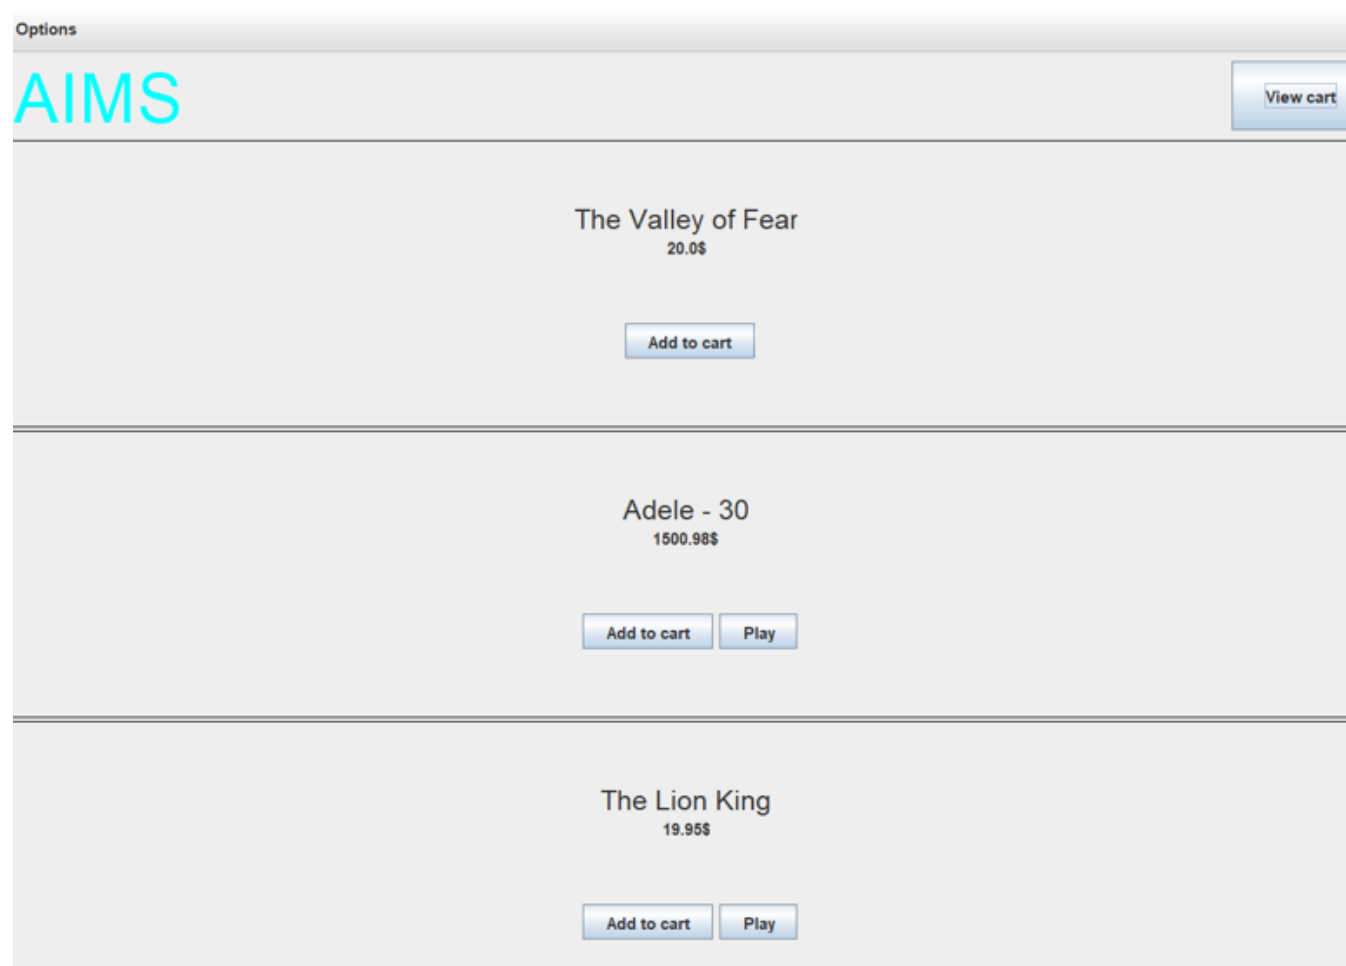 Options
AIMS
View cart
The Valley of Fear
20.0$
Add to cart
Adele - 30
1500.98$
Add to cart Play
The Lion King
19.95$
Add to cart Play